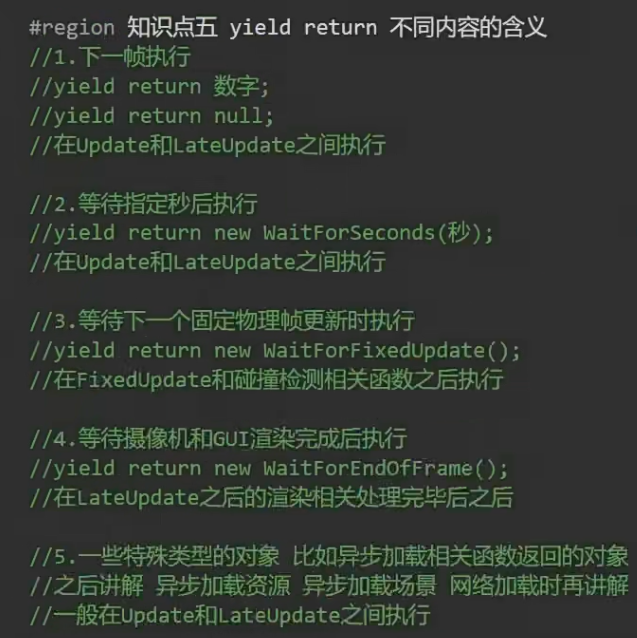 #region 知识点五 yield return 不同内容的含义
//1.下一帧执行
//yield return 数字;
//yield return null;
//在Update和LateUpdate之间执行
//2.等待指定秒后执行
//yield return new WaitForSeconds(秒);
//在Update和LateUpdate之间执行
//3.等待下一个固定物理帧更新时执行
//yield return new WaitForFixedUpdate();
//在FixedUpdate和碰撞检测相关函数之后执行
//4.等待摄像机和GUI渲染完成后执行
//yield return new WaitForEndOfFrame();
//在LateUpdate之后的渲染相关处理完毕后之后
//5.一些特殊类型的对象 比如异步加载相关函数返回的对象
//之后讲解 异步加载资源 异步加载场景 网络加载时再讲解
//一般在Update和LateUpdate之间执行